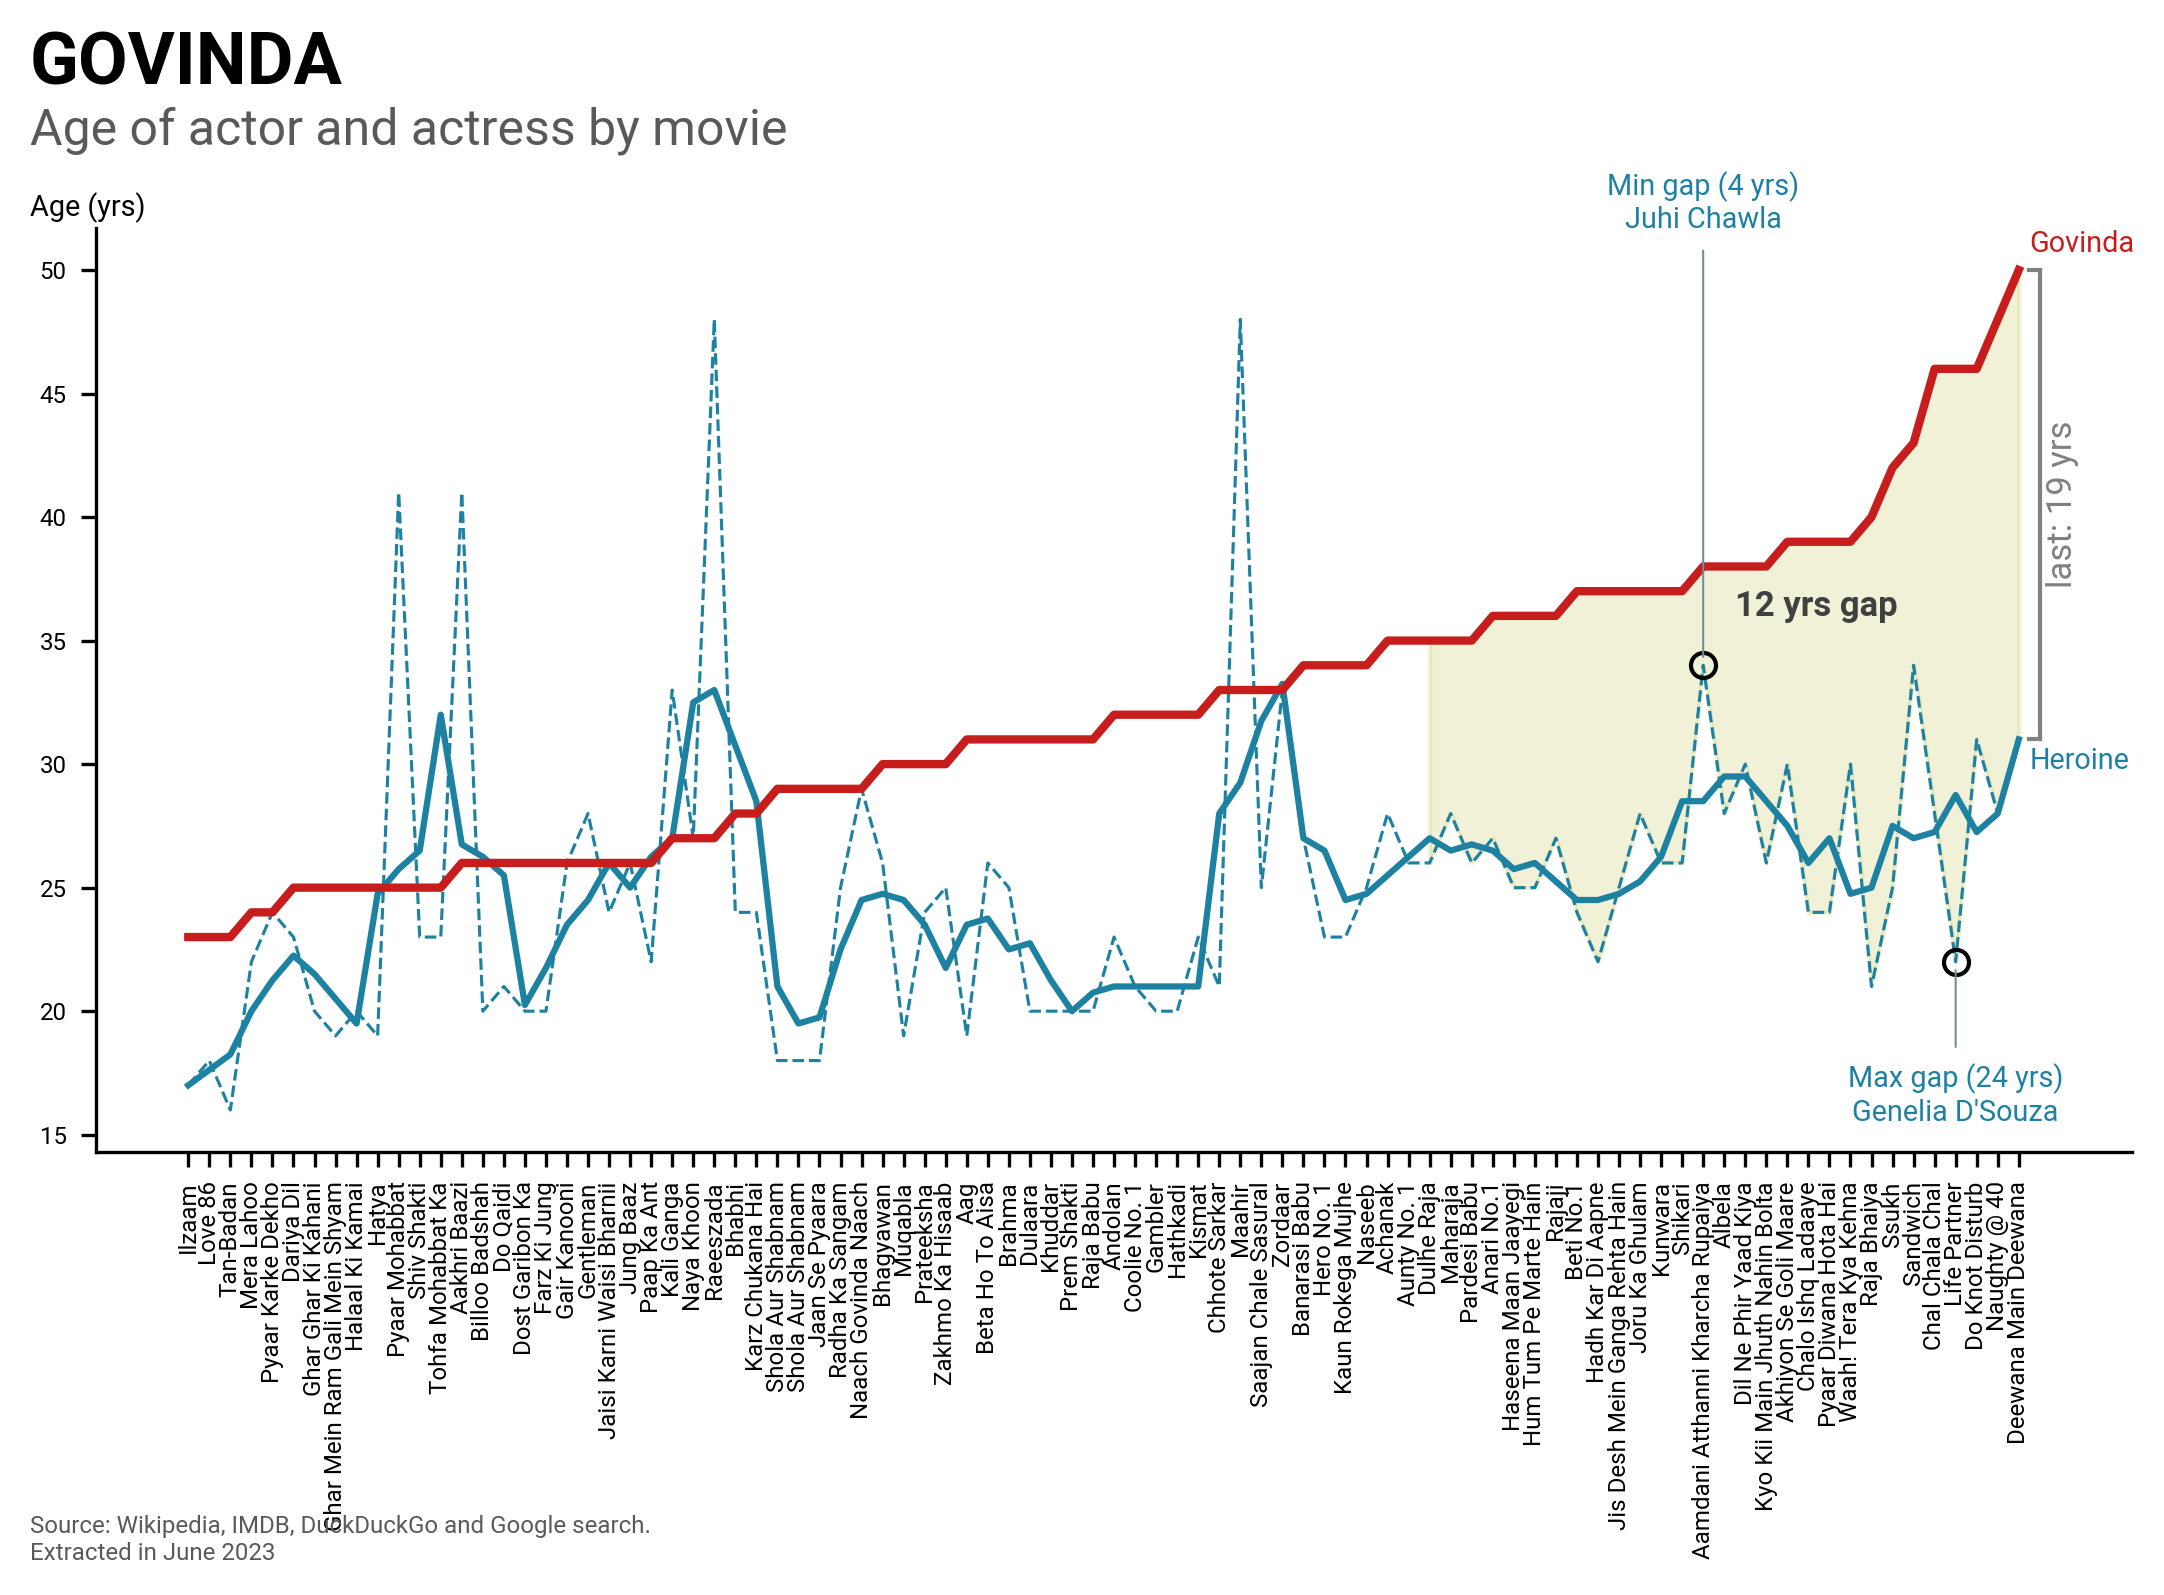 GOVINDA
Age of actor and actress by movie
Age (yrs)
Min gap (4 yrs)
Juhi Chawla
Govinda
50
45
40
35
30
25
20
15
last: 19 yrs
12 yrs gap
Heroine
Max gap (24 yrs)
Genelia D'Souza
Ilzaam
Love 86
Tan-Badan
Mera Lahoo
Pyaar Karke Dekho
Dariya Dil
Ghar Ghar Ki Kahani
Ghar Mein Ram Gali Mein Shyam
Halaal Ki Kamai
Hatya
Pyaar Mohabbat
Shiv Shakti
Tohfa Mohabbat Ka
Aakhri Baazi
Billoo Badshah
Do Qaidi
Dost Garibon Ka
Farz Ki Jung
Gair Kanooni
Gentleman
Jaisi Karni Waisi Bharnii
Jung Baaz
Paap Ka Ant
Kali Ganga
Naya Khoon
Raeeszada
Bhabhi
Karz Chukana Hai
Shola Aur Shabnam
Shola Aur Shabnam
Jaan Se Pyaara
Radha Ka Sangam
Naach Govinda Naach
Bhagyawan
Muqabla
Prateeksha
Zakhmo Ka Hisaab
Aag
Beta Ho To Aisa
Brahma
Dulaara
Khuddar
Prem Shakti
Raja Babu
Andolan
Coolie No. 1
Gambler
Hathkadi
Kismat
Chhote Sarkar
Maahir
Saajan Chale Sasural
Zordaar
Banarasi Babu
Hero No. 1
Kaun Rokega Mujhe
Naseeb
Achanak
Aunty No. 1
Dulhe Raja
Maharaja
Pardesi Babu
Anari No.1
Haseena Maan Jaayegi
Hum Tum Pe Marte Hain
Rajaji
Beti No.1
Hadh Kar Di Aapne
Jis Desh Mein Ganga Rehta Hain
Joru Ka Ghulam
Kunwara
Shikari
Aamdani Atthanni Kharcha Rupaiya
Albela
Dil Ne Phir Yaad Kiya
Kyo Kii Main Jhuth Nahin Bolta
Akhiyon Se Goli Maare
Chalo Ishq Ladaaye
Pyaar Diwana Hota Hai
Waah! Tera Kya Kehna
Raja Bhaiya
Ssukh
Sandwich
Chal Chala Chal
Life Partner
Do Knot Disturb
Naughty @ 40
Deewana Main Deewana
Source: Wikipedia, IMDB, DuckDuckGo and Google search.
Extracted in June 2023